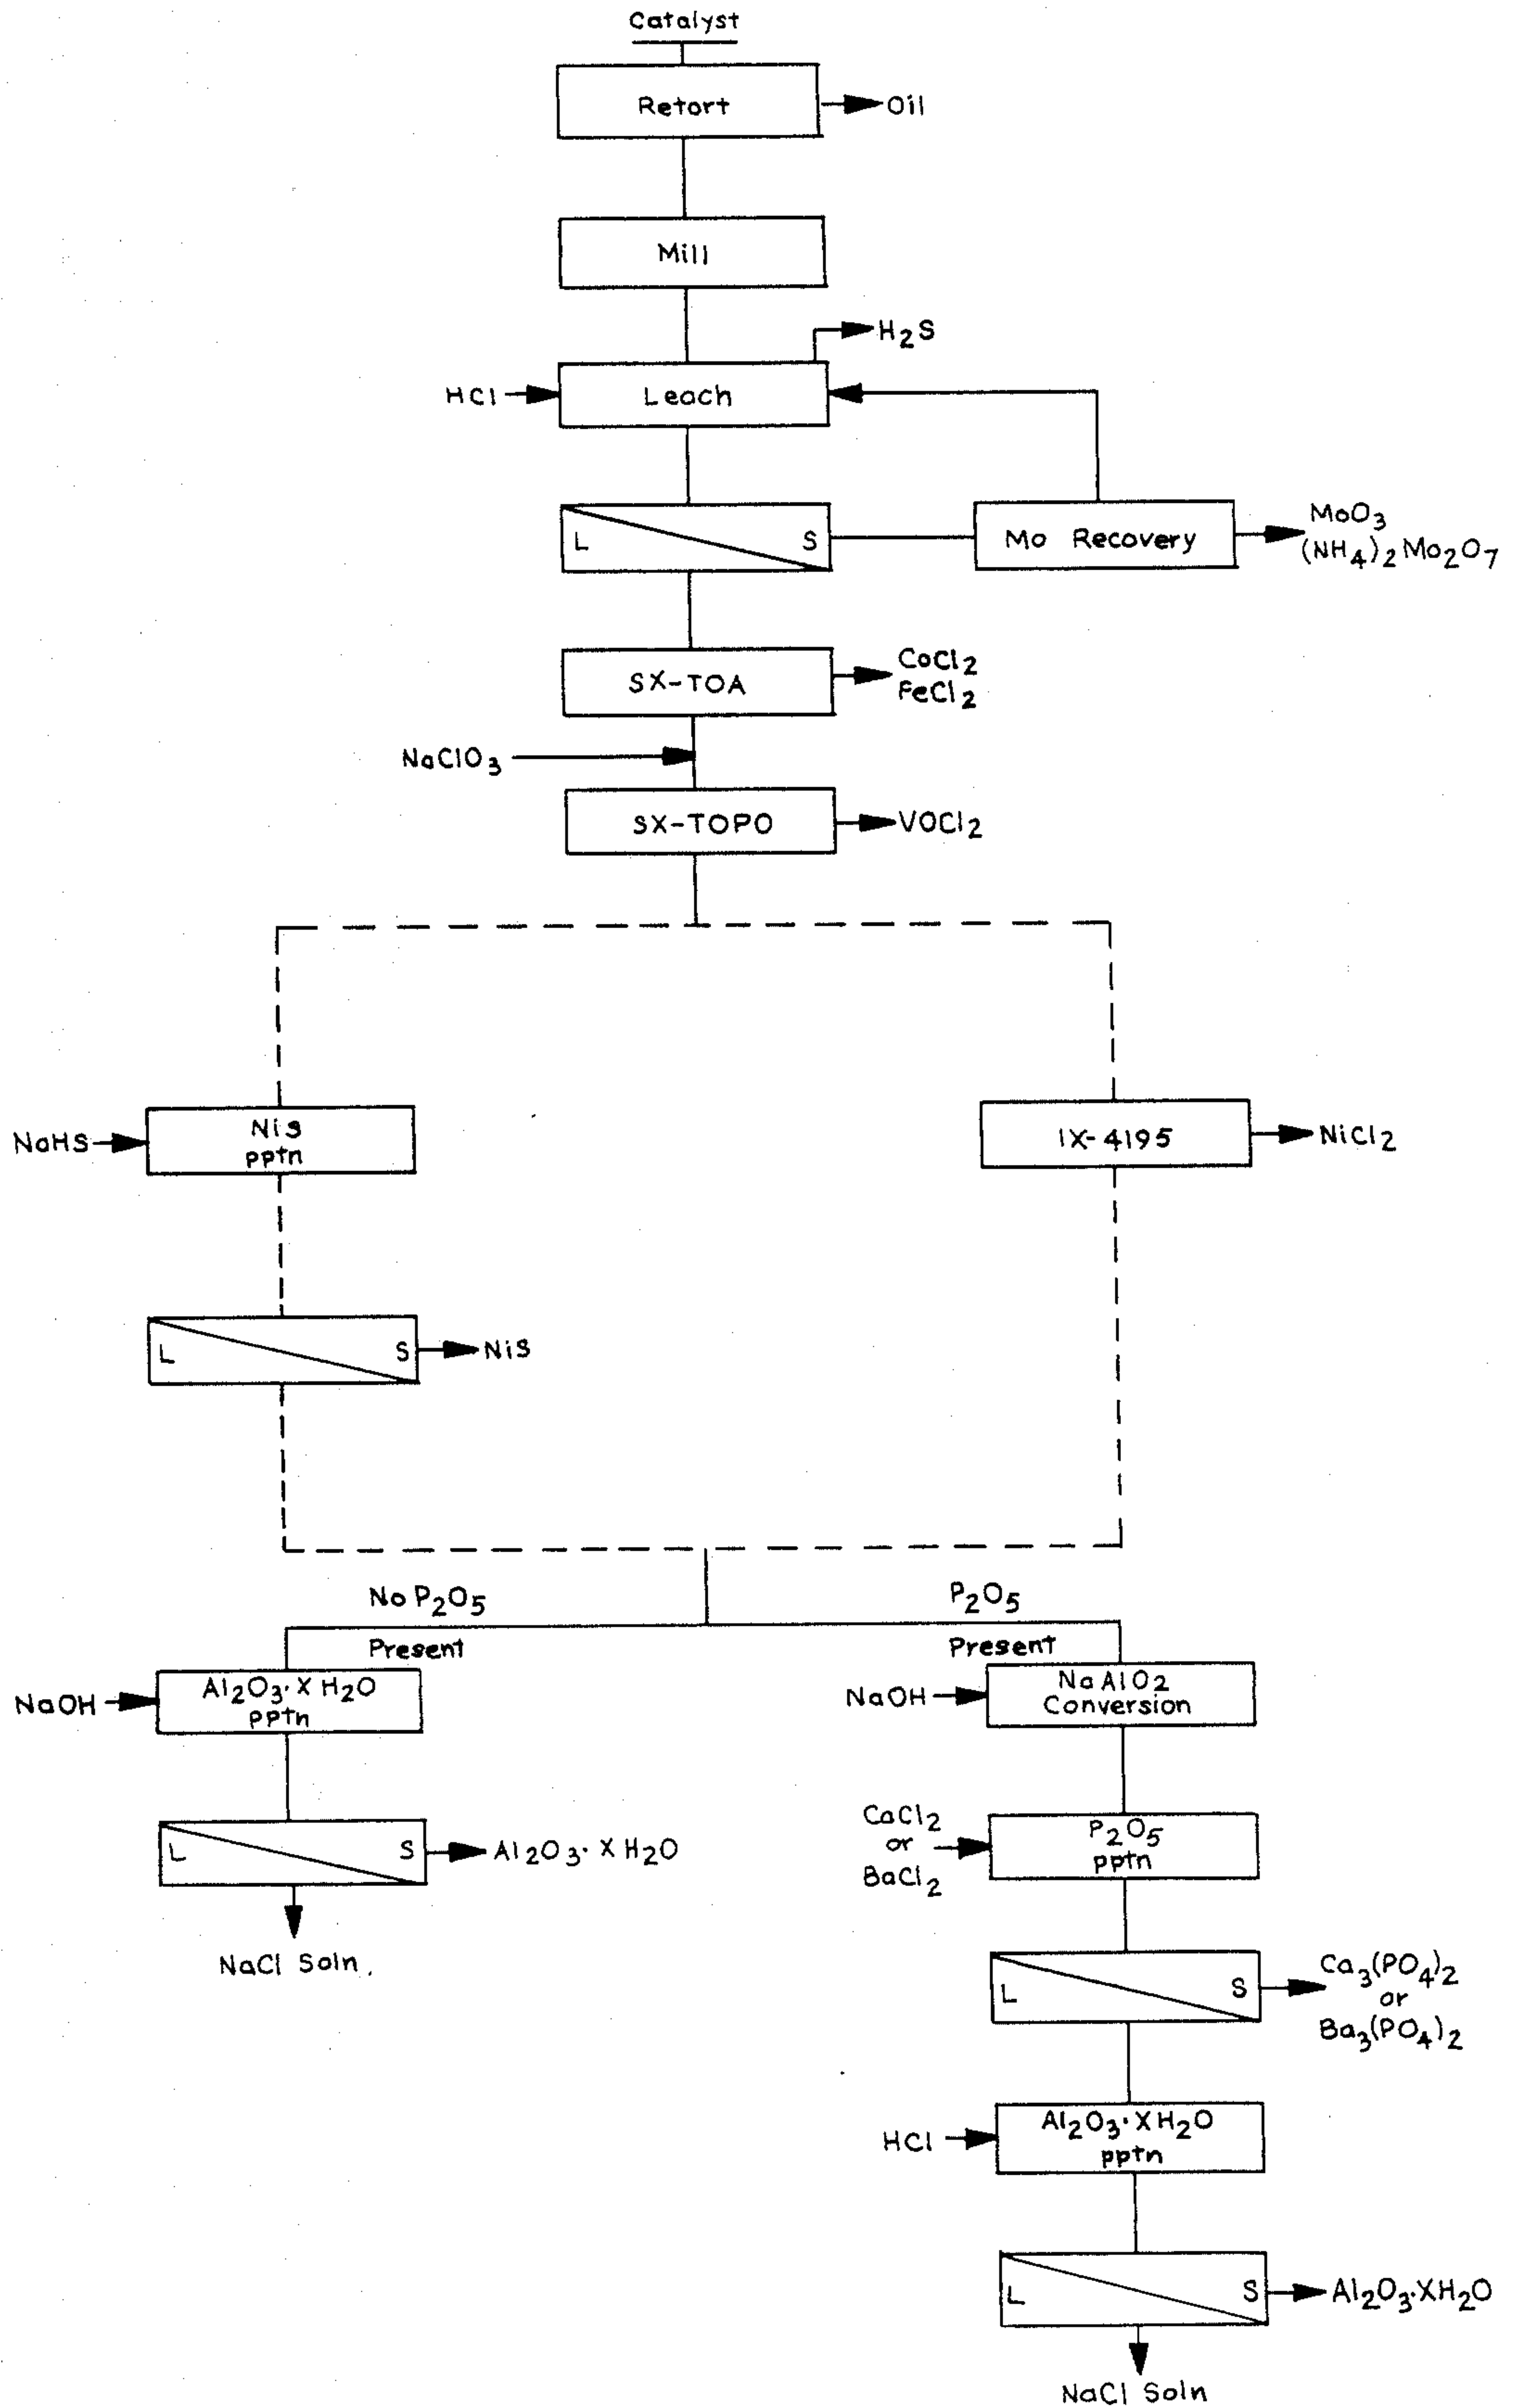 Catalyst
Retort
Oil
Mill
H₂S
HCl
Leach
L
S
Mo Recovery
MoO₃
(NH₄)₂Mo₂O₇
SX-TOA
CoCl₂
FeCl₂
NaClO₃
SX-TOPO
VOCl₂
NaHS
NiS
pptn
IX-4195
NiCl₂
L
S
NiS
No P₂O₅
Present
P₂O₅
Present
NaOH
Al₂O₃·XH₂O
pptn
NaOH
NaAlO₂
Conversion
L
S
Al₂O₃·XH₂O
NaCl Soln.
CaCl₂
or
BaCl₂
P₂O₅
pptn
L
S
Ca₃(PO₄)₂
or
Ba₃(PO₄)₂
HCl
Al₂O₃·XH₂O
pptn
L
S
Al₂O₃·XH₂O
NaCl Soln